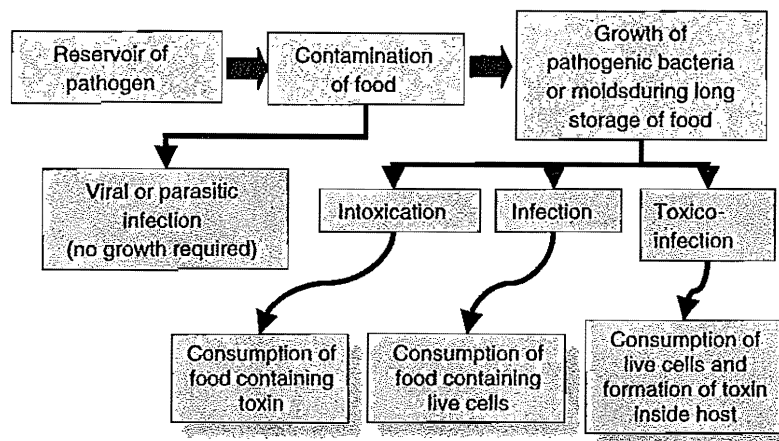 Reservoir of
pathogen
Contamination
of food
Growth of
pathogenic bacteria
or moldsduring long
storage of food
Viral or parasitic
infection
(no growth required)
Intoxication
Infection
Toxico-
infection
Consumption of
food containing
toxin
Consumption of
food containing
live cells
Consumption of
live cells and
formation of toxin
inside host